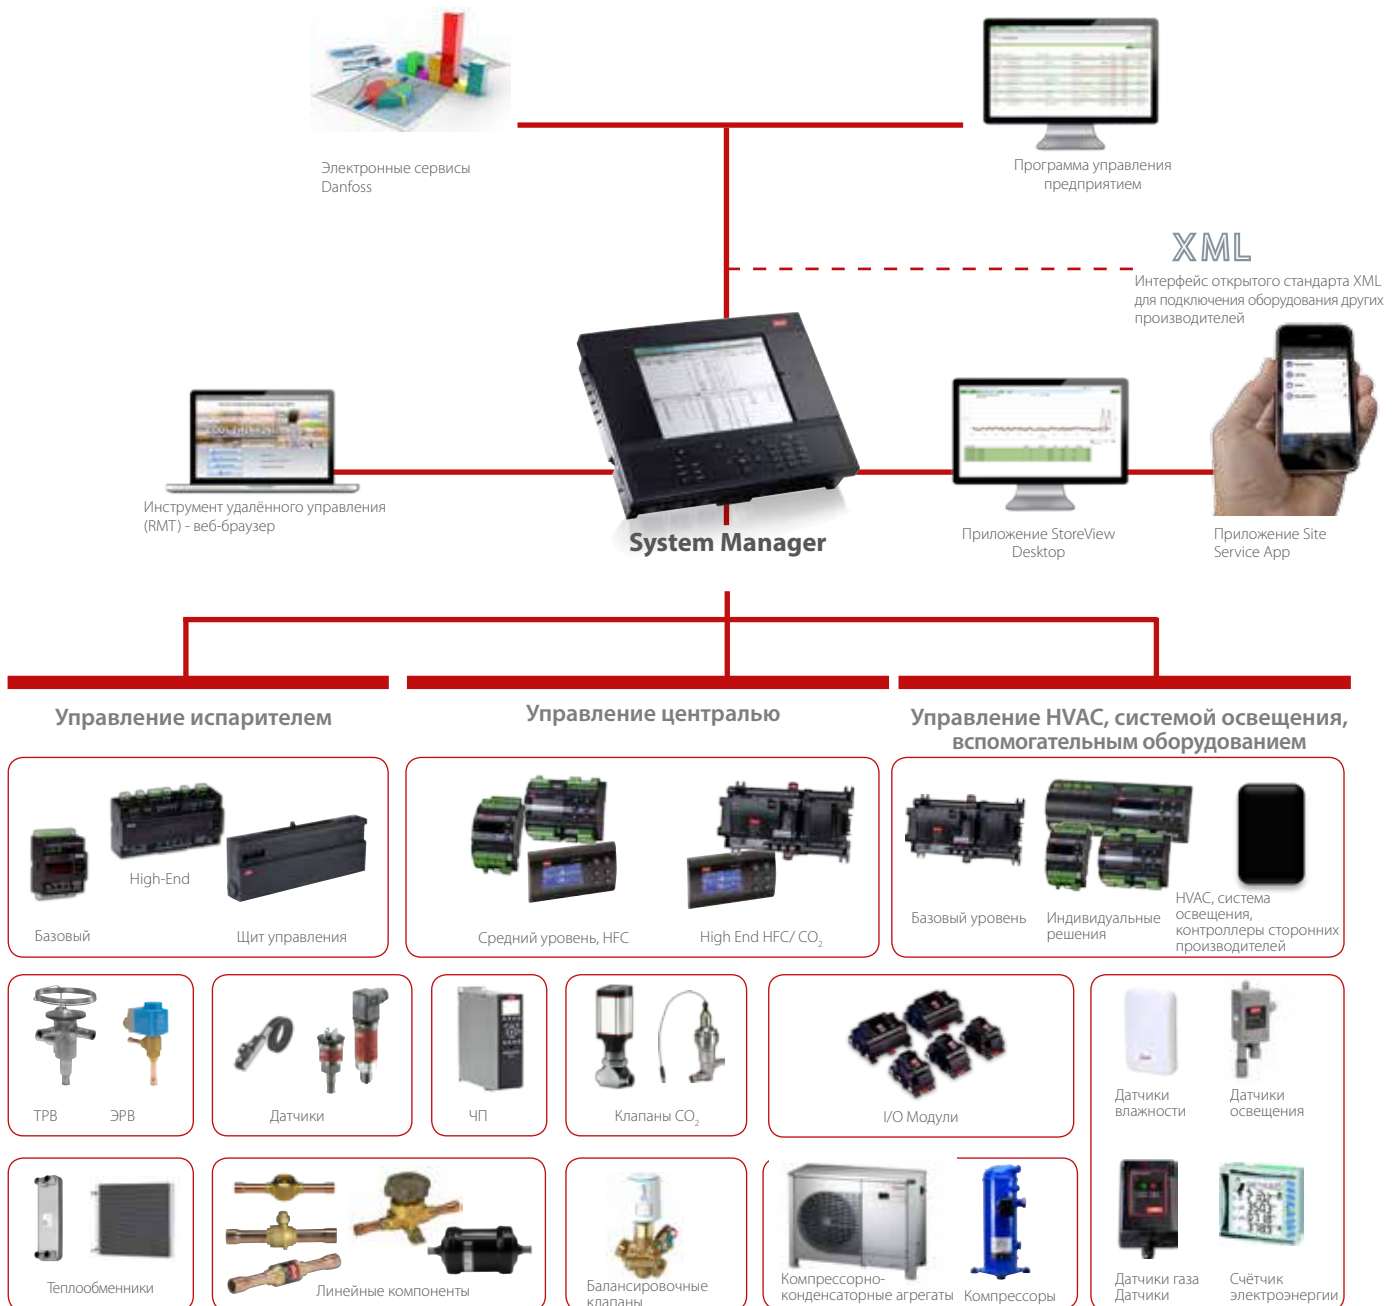 Электронные сервисы
Danfoss
Программа управления
предприятием
XML
Интерфейс открытого стандарта XML
для подключения оборудования других
производителей
Инструмент удалённого управления
(RMT) - веб-браузер
System Manager
Приложение StoreView
Desktop
Приложение Site
Service App
Управление испарителем
Управление централью
Управление HVAC, системой освещения,
вспомогательным оборудованием
Базовый
High-End
Щит управления
Средний уровень, HFC
High End HFC/ CO₂
Базовый уровень
Индивидуальные
решения
HVAC, система
освещения,
контроллеры сторонних
производителей
ТРВ
ЭРВ
Датчики
ЧП
Клапаны CO₂
I/O Модули
Датчики
влажности
Датчики
освещения
Теплообменники
Линейные компоненты
Балансировочные
клапаны
Компрессорно-
конденсаторные агрегаты
Компрессоры
Датчики газа
Датчики
Счётчик
электроэнергии